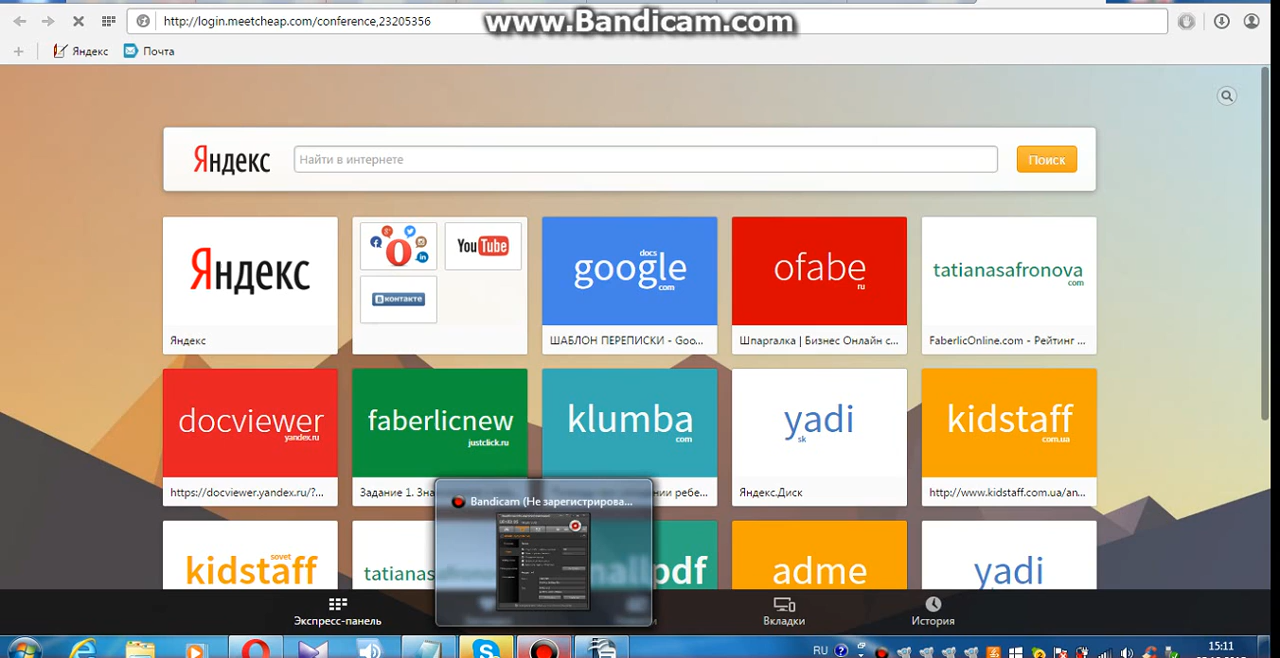 http://login.meetcheap.com/conference,23205356
www.Bandicam.com
Яндекс
Почта
Яндекс
Найти в интернете
Поиск
Яндекс
YouTube
контакте
docs
google
com
ofabe
ru
tatianasafronova
com
Яндекс
ШАБЛОН ПЕРЕПИСКИ - Goo...
Шпаргалка | Бизнес Онлайн с...
FaberlicOnline.com - Рейтинг ...
docviewer
yandex.ru
faberlicnew
justclick.ru
klumba
com
yadi
sk
kidstaff
com.ua
https://docviewer.yandex.ru/?...
Задание 1.
ребе...
Яндекс.Диск
http://www.kidstaff.com.ua/an...
Bandicam (Не зарегистрирова...
sovet
kidstaff
tatianas
pdf
adme
yadi
Экспресс-панель
Вкладки
История
RU
15:11